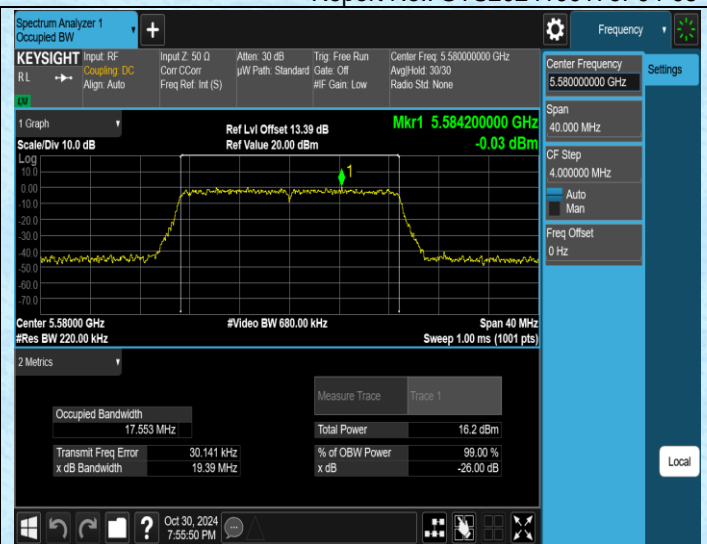 Spectrum Analyzer 1
Occupied BW
Frequency
KEYSIGHT
Input: RF
Coupling: DC
Align: Auto
Input Z: 50 Ω
Corr CCorr
Freq Ref: Int (S)
Atten: 30 dB
µW Path: Standard
Trig: Free Run
Gate: Off
#IF Gain: Low
Center Freq: 5.580000000 GHz
Avg|Hold: 30/30
Radio Std: None
R L
LXI
Center Frequency
5.580000000 GHz
Settings
Span
40.000 MHz
CF Step
4.000000 MHz
Auto
Man
Freq Offset
0 Hz
1 Graph
Scale/Div 10.0 dB
Ref Lvl Offset 13.39 dB
Ref Value 20.00 dBm
Mkr1 5.584200000 GHz
-0.03 dBm
Log
10.0
0.00
-10.0
-20.0
-30.0
-40.0
-50.0
-60.0
-70.0
1
Center 5.58000 GHz
#Res BW 220.00 kHz
#Video BW 680.00 kHz
Span 40 MHz
Sweep 1.00 ms (1001 pts)
2 Metrics
Measure Trace
Trace 1
Occupied Bandwidth
17.553 MHz
Total Power
16.2 dBm
Transmit Freq Error
30.141 kHz
% of OBW Power
99.00 %
x dB Bandwidth
19.39 MHz
x dB
-26.00 dB
Local
Oct 30, 2024
7:55:50 PM